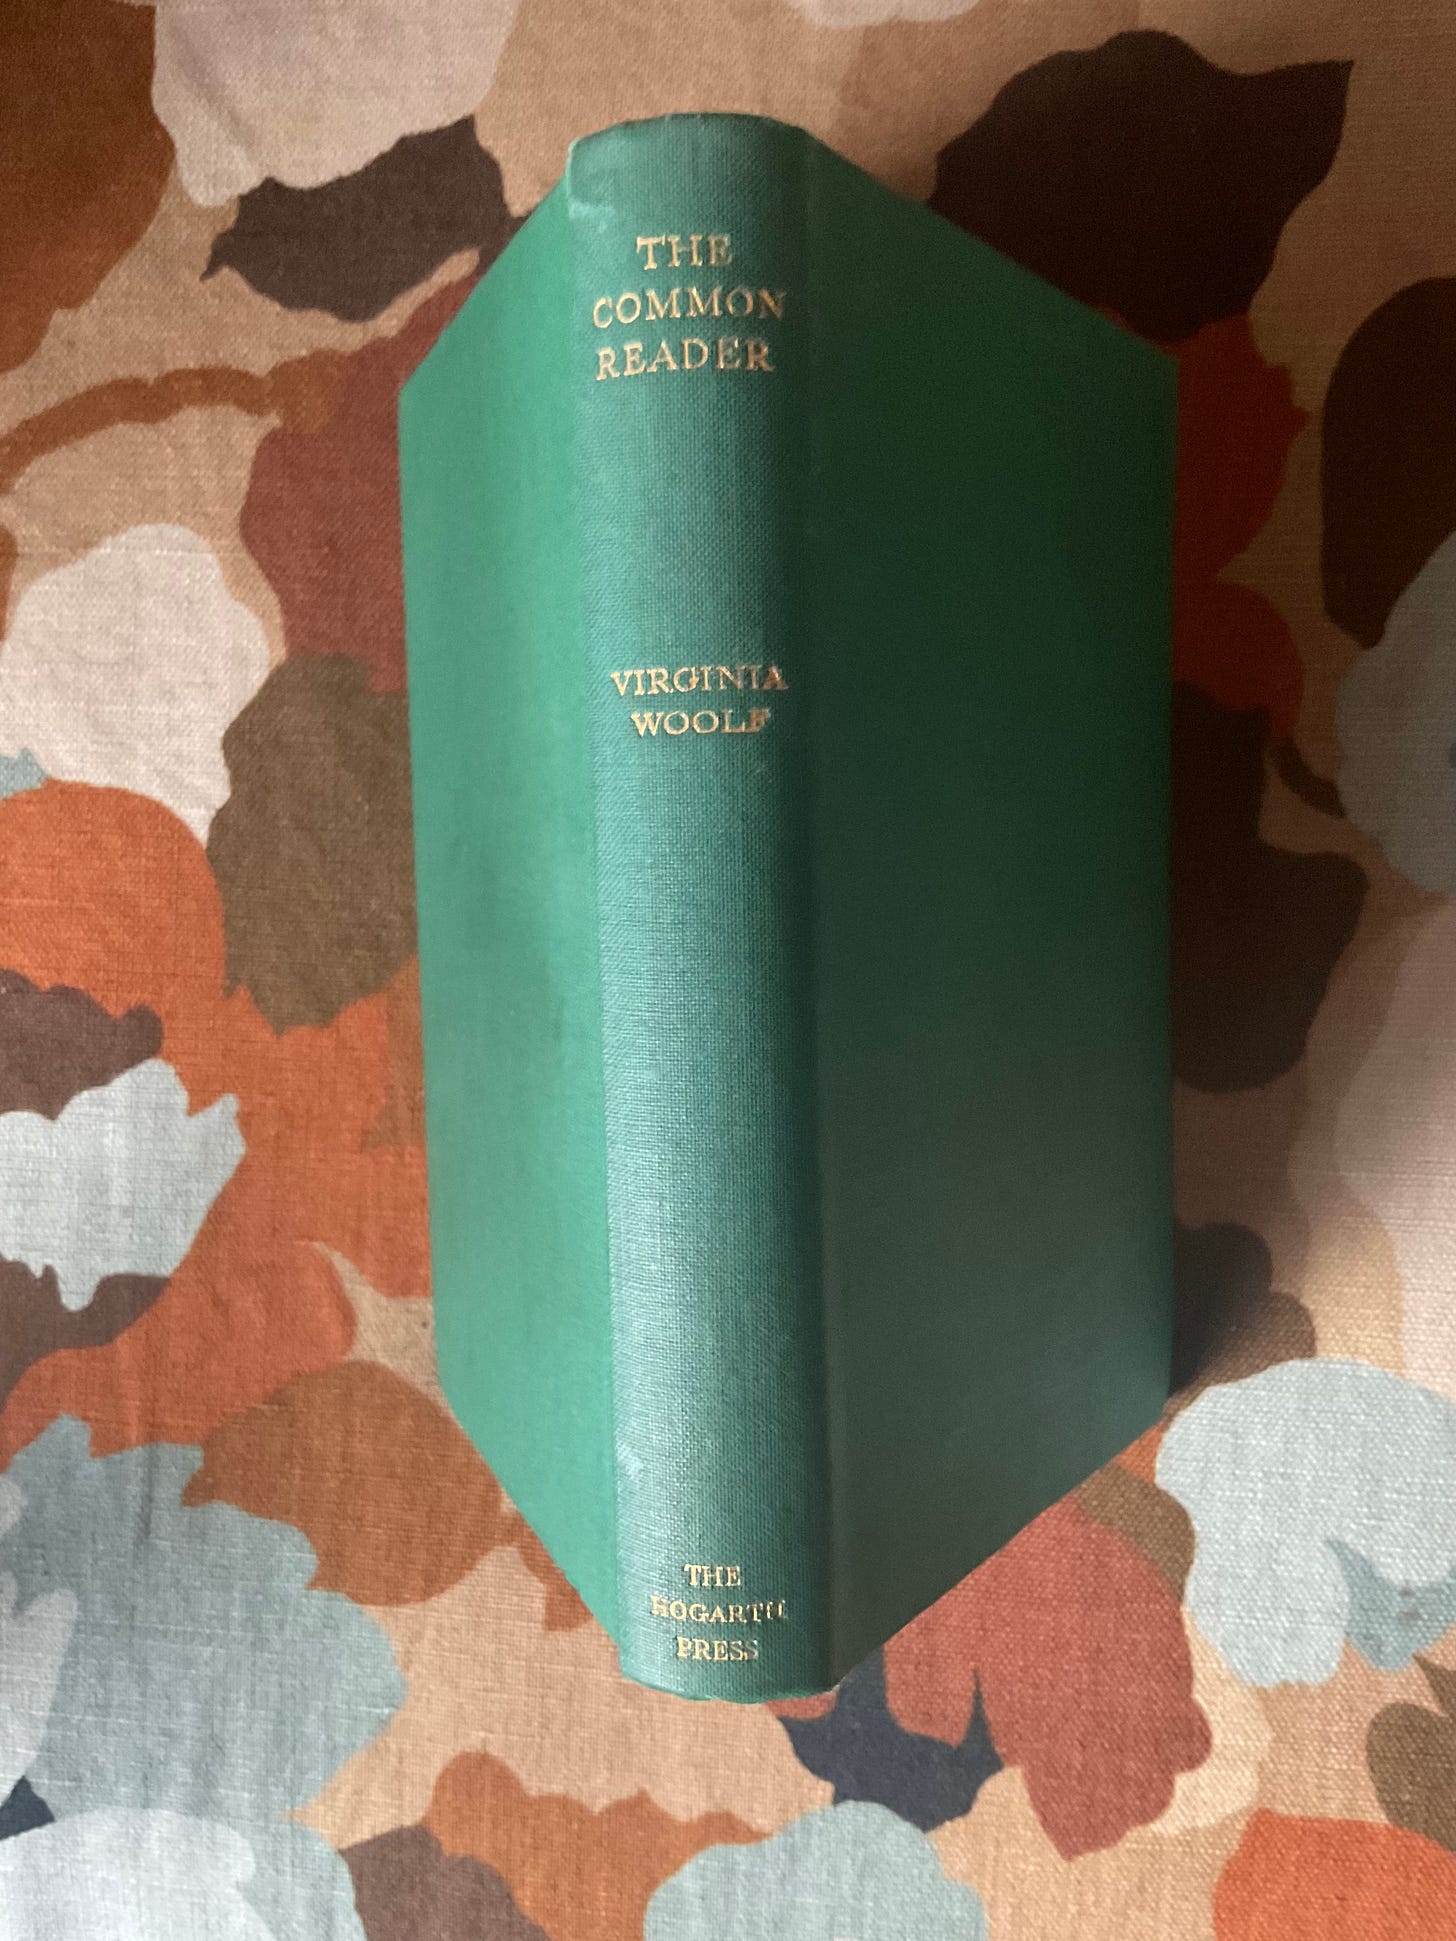 THE
COMMON
READER
VIRGINIA
WOOLF
THE
HOGARTH
PRESS